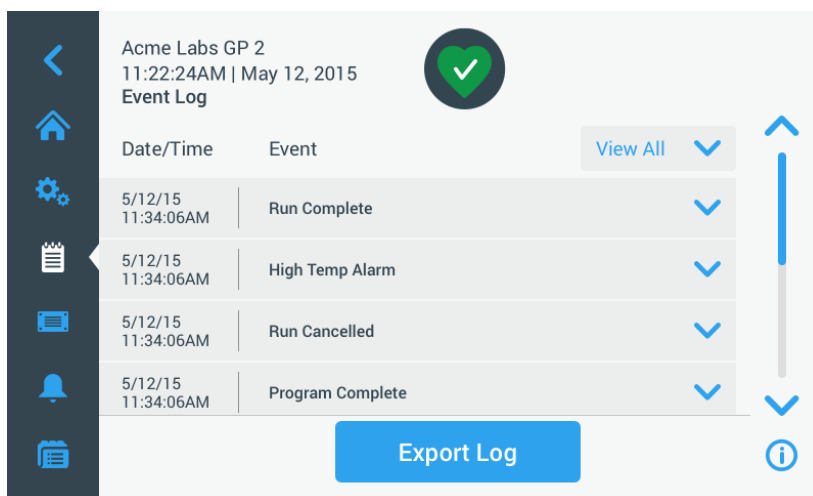 Acme Labs GP 2
11:22:24AM | May 12, 2015
Event Log
Date/Time Event View All
5/12/15
11:34:06AM
Run Complete
5/12/15
11:34:06AM
High Temp Alarm
5/12/15
11:34:06AM
Run Cancelled
5/12/15
11:34:06AM
Program Complete
Export Log